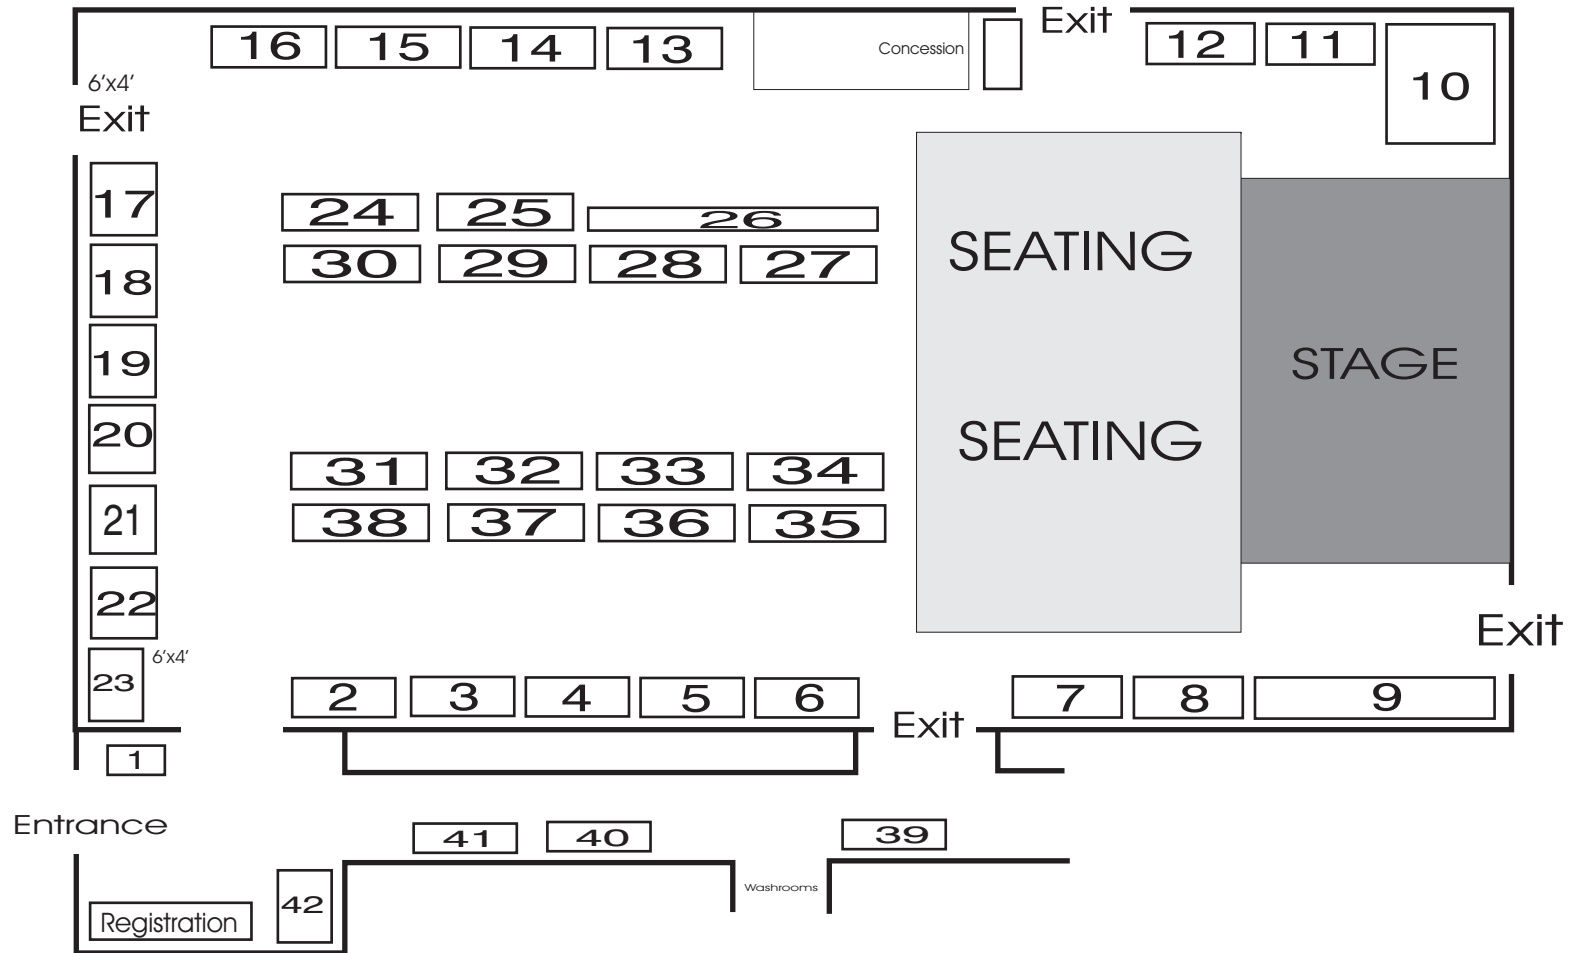 Exit
16 15 14 13 Concession 12 11
10
6'x4'
Exit
17
24 25 26
SEATING
30 29 28 27
18
19
STAGE
20
SEATING
31 32 33 34
21
38 37 36 35
22
Exit
6'x4'
23
2 3 4 5 6 7 8 9
Exit
1
Entrance
41 40 39
Washrooms
42
Registration